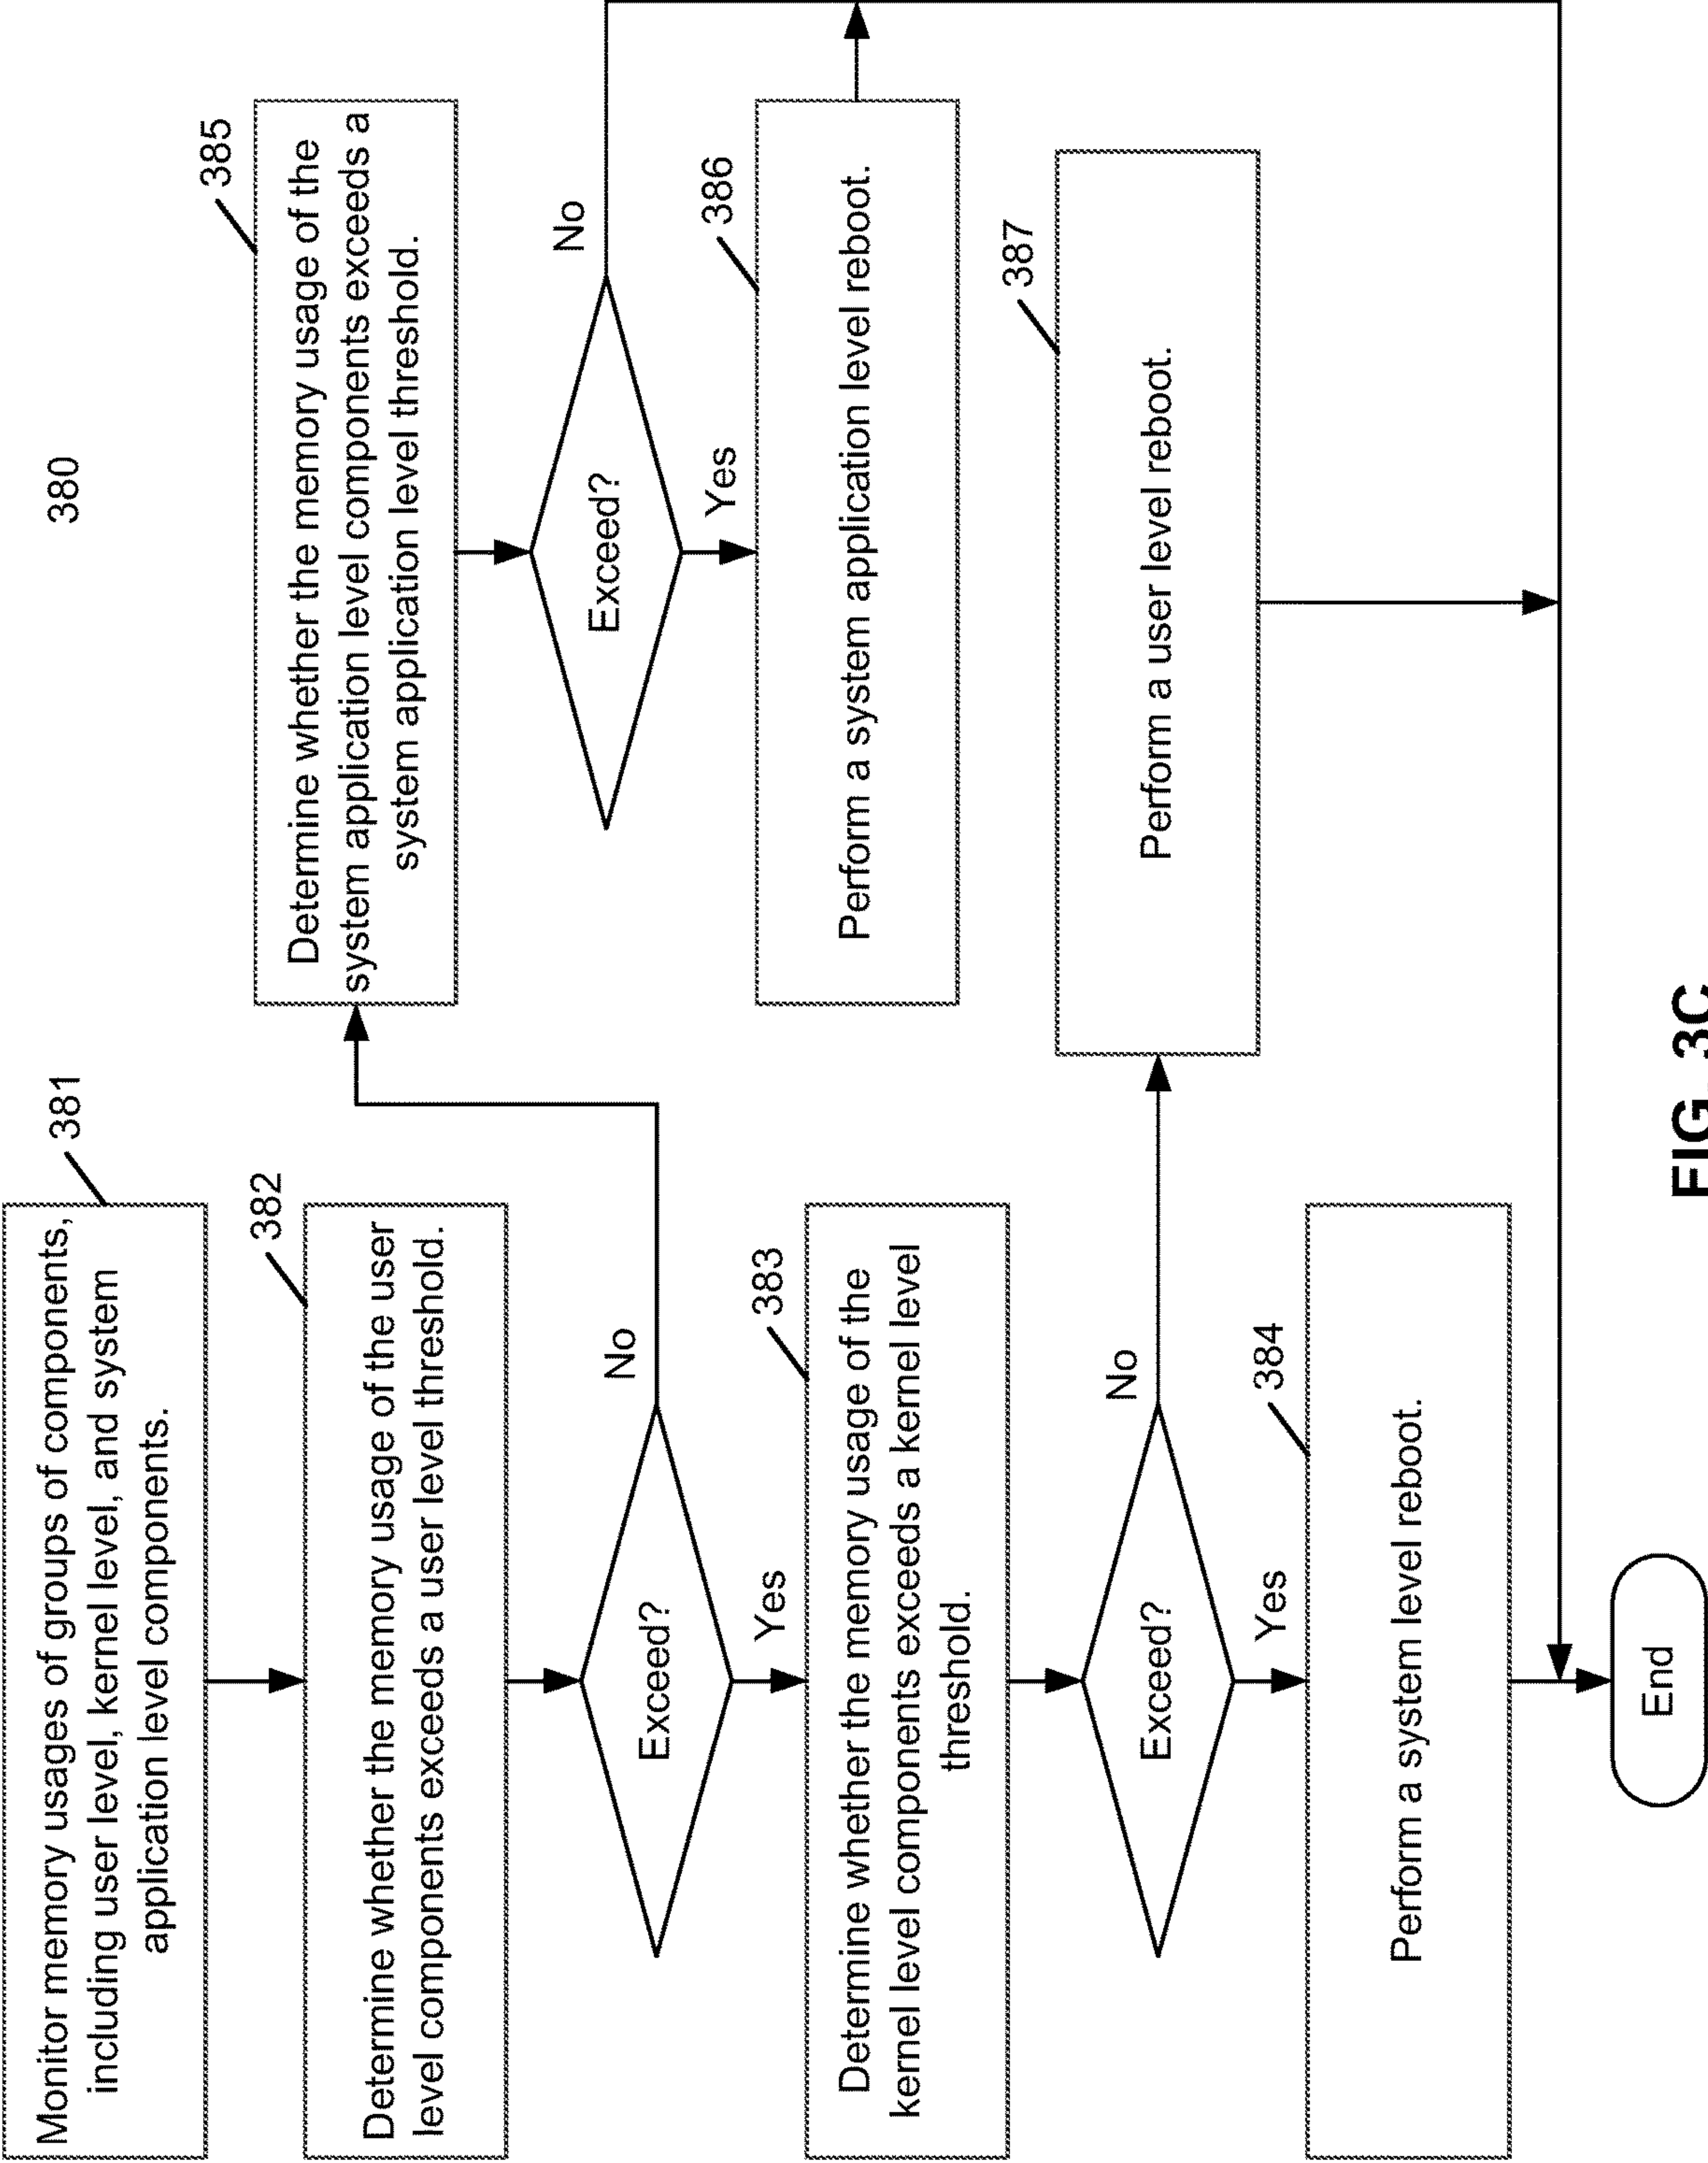 380
381
Monitor memory usages of groups of components,
including user level, kernel level, and system
application level components.
382
Determine whether the memory usage of the user
level components exceeds a user level threshold.
Exceed?
No
Yes
383
Determine whether the memory usage of the
kernel level components exceeds a kernel level
threshold.
Exceed?
No
Yes
384
Perform a system level reboot.
385
Determine whether the memory usage of the
system application level components exceeds a
system application level threshold.
Exceed?
No
Yes
386
Perform a system application level reboot.
387
Perform a user level reboot.
End
FIG. 3C